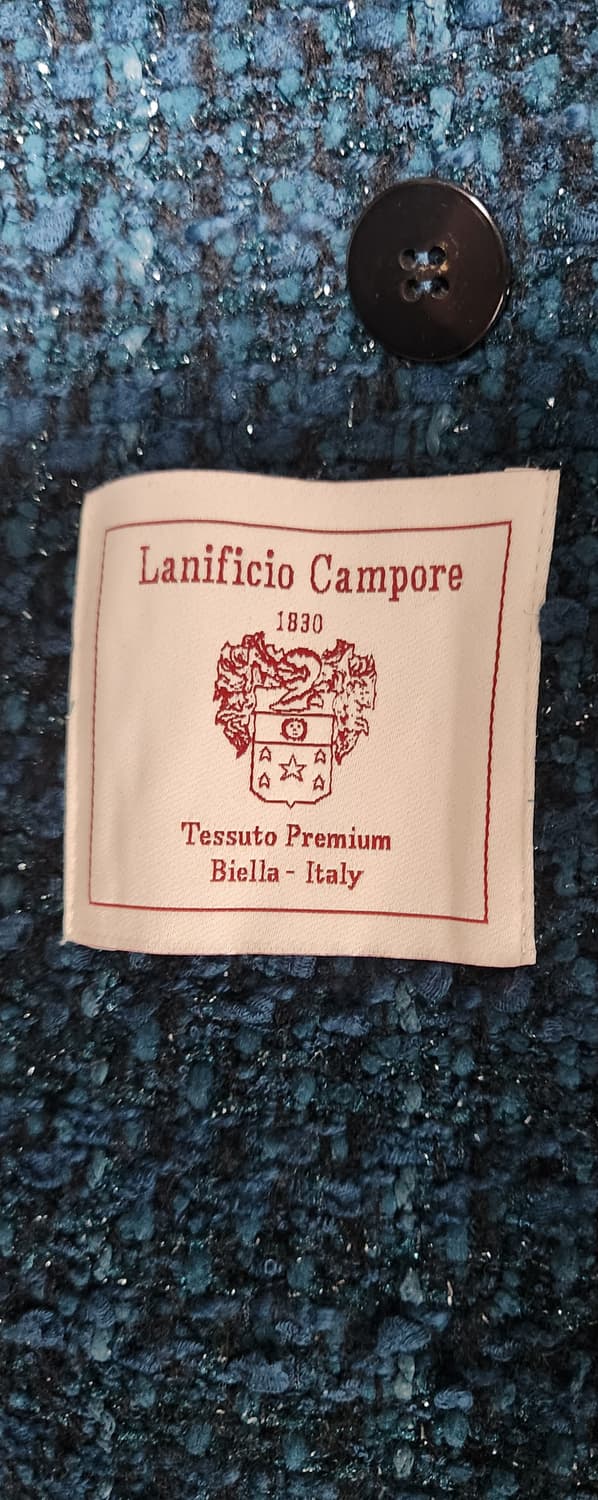 Lanificio Campore
1830
Tessuto Premium
Biella - Italy